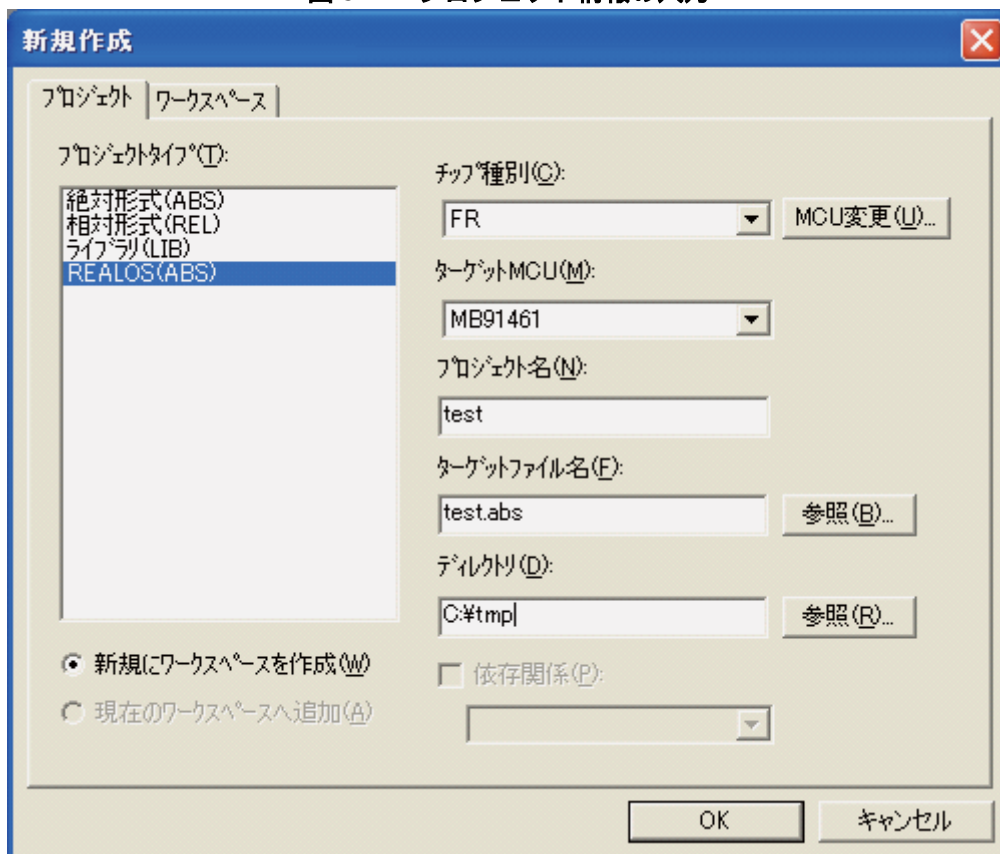 新規作成
プロジェクト
ワークスペース
プロジェクトタイプ(T):
絶対形式(ABS)
相対形式(REL)
ライブラリ(LIB)
REALOS(ABS)
新規にワークスペースを作成(W)
現在のワークスペースへ追加(A)
チップ種別(C):
FR
MCU変更(U)...
ターゲットMCU(M):
MB91461
プロジェクト名(N):
test
ターゲットファイル名(F):
test.abs
参照(B)...
ディレクトリ(D):
C:¥tmp
参照(R)...
依存関係(P):
OK
キャンセル